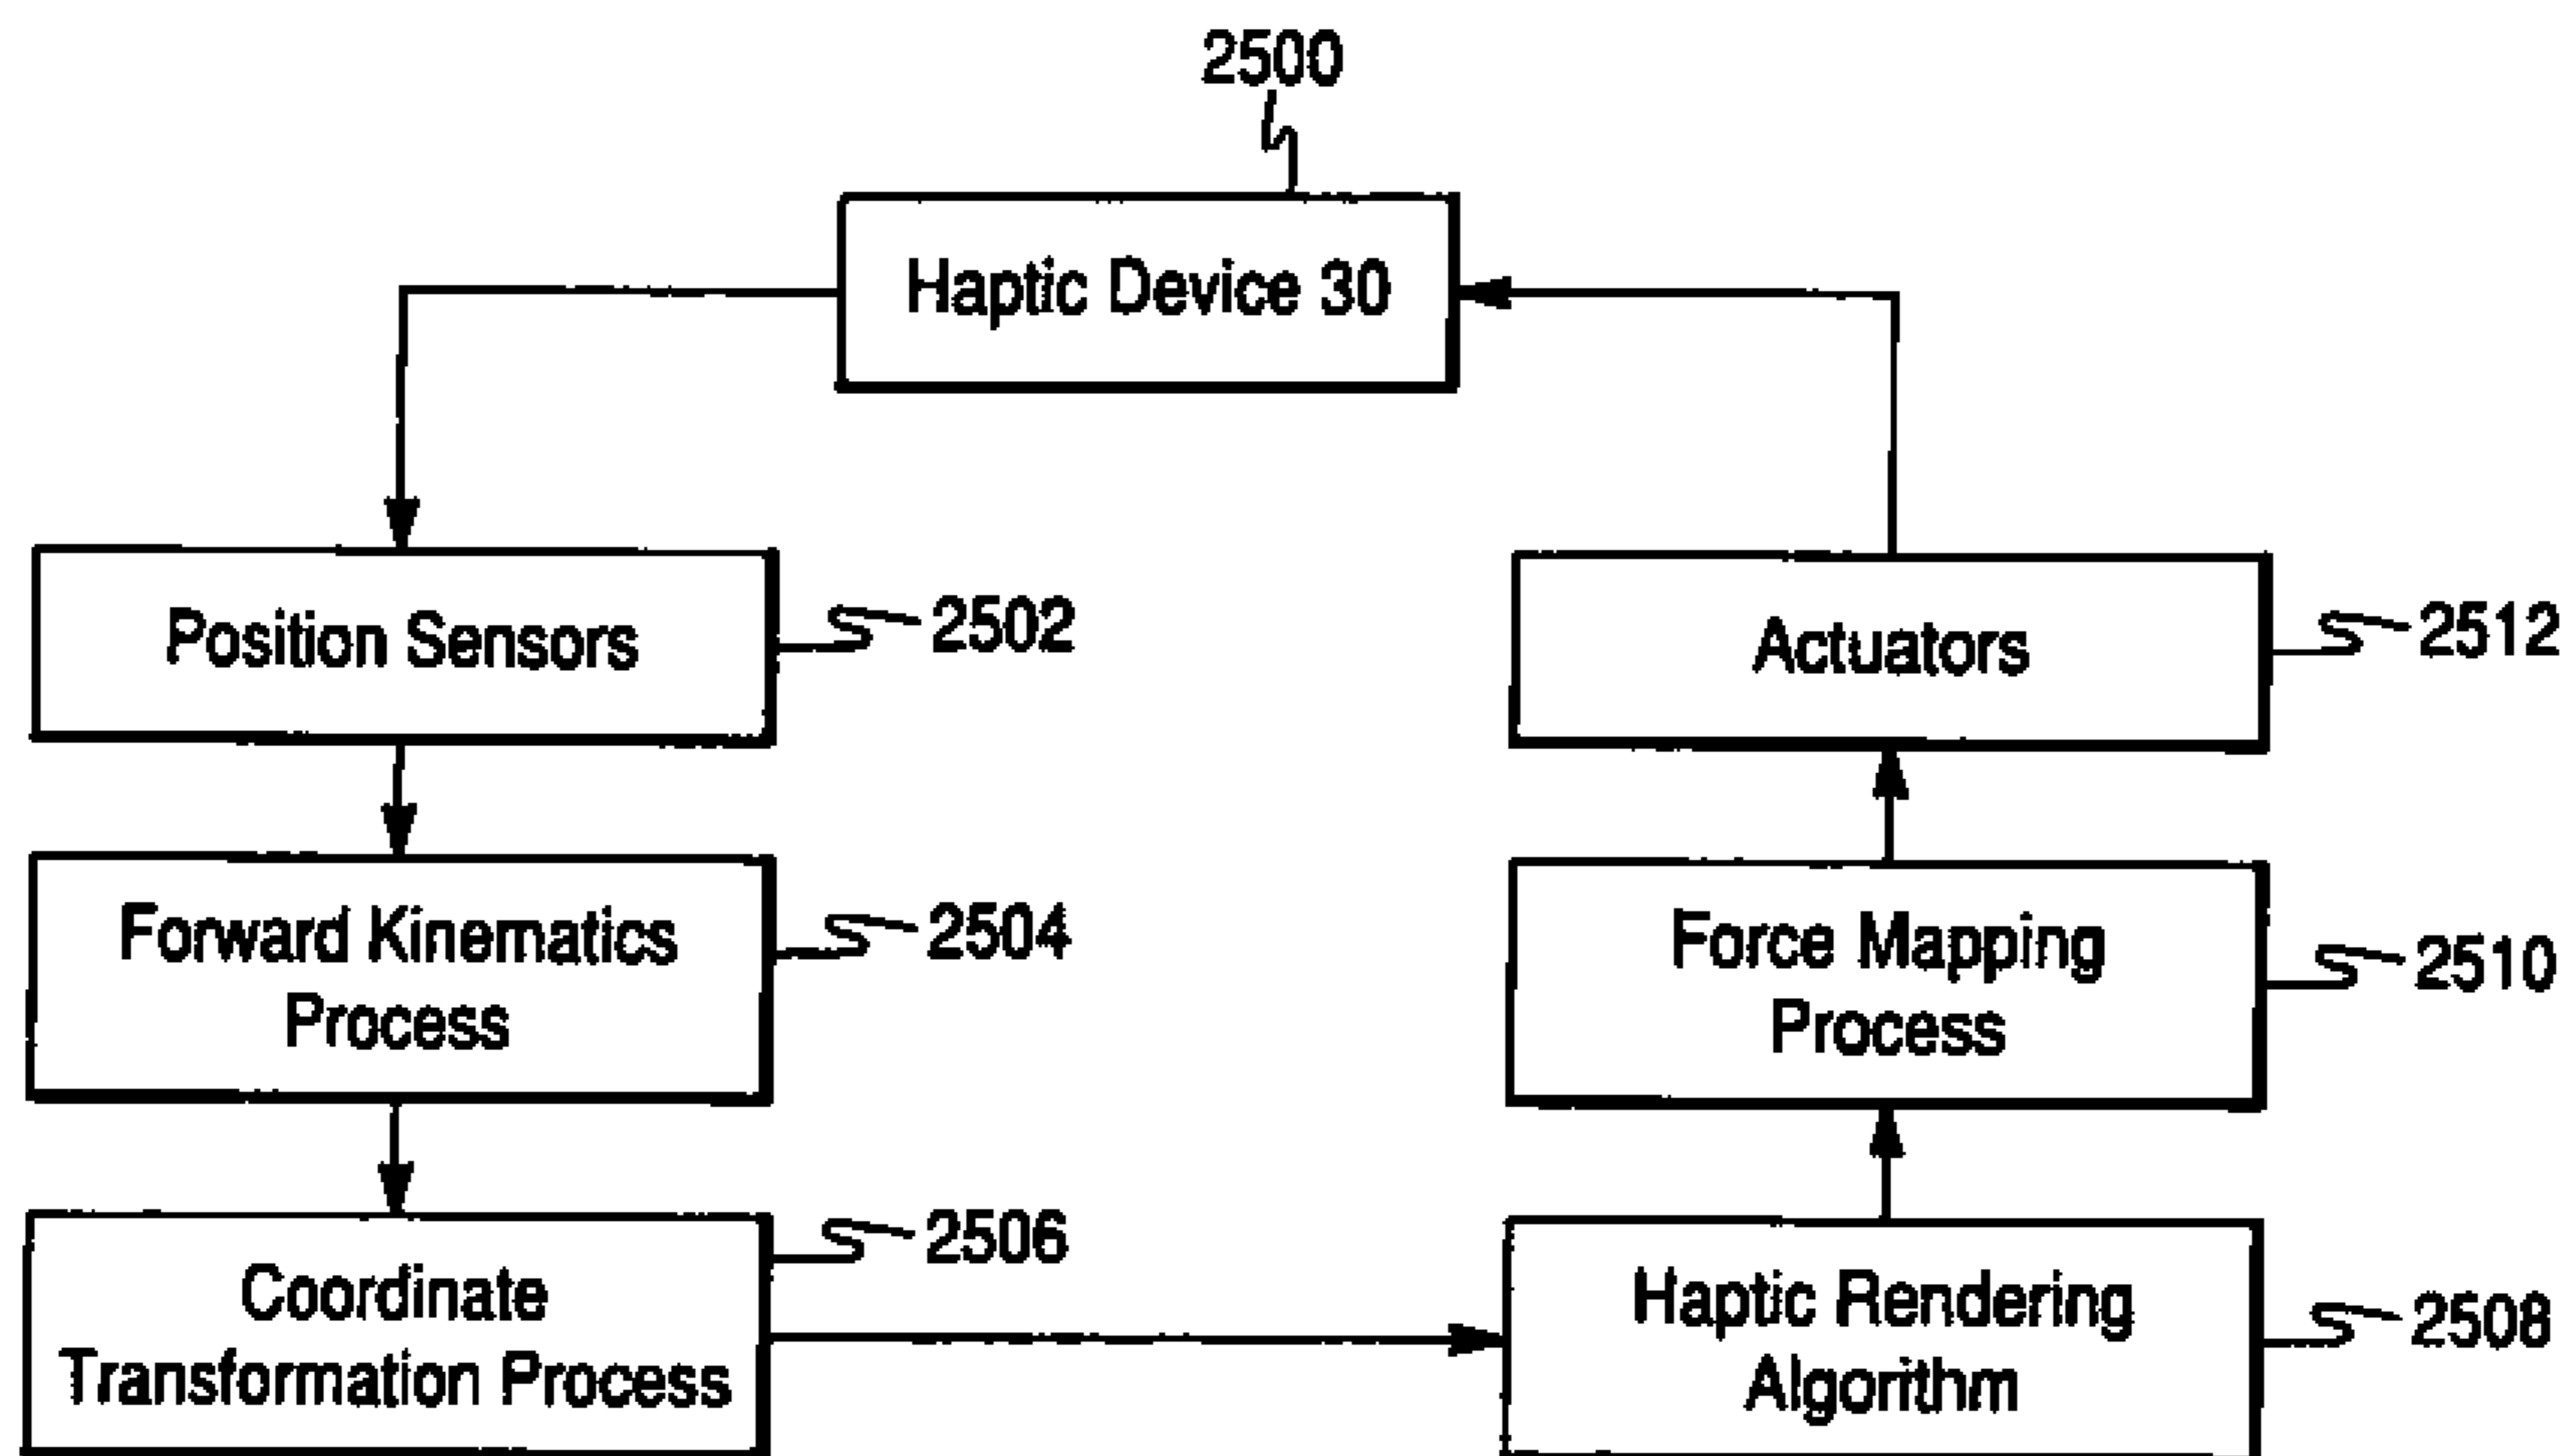 2500
Haptic Device 30
Position Sensors
2502
Actuators
2512
Forward Kinematics
Process
2504
Force Mapping
Process
2510
Coordinate
Transformation Process
2506
Haptic Rendering
Algorithm
2508